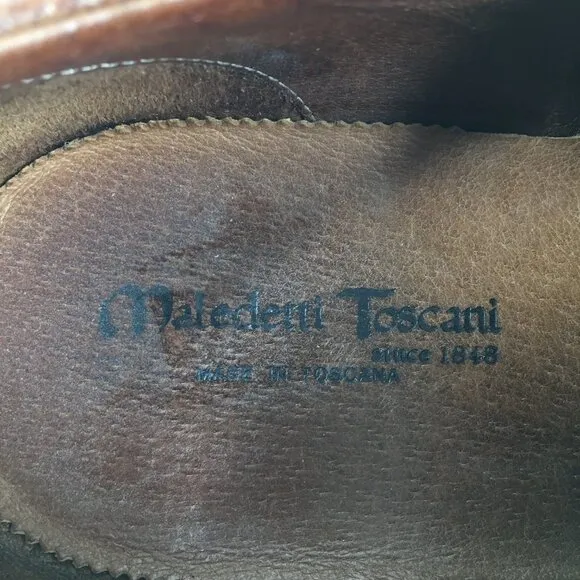 Maledetti Toscani
since 1848
MADE IN TOSCANA